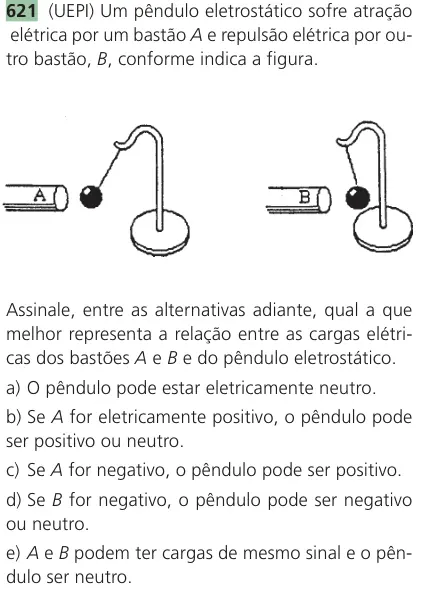 621 (UEPI) Um pêndulo eletrostático sofre atração
elétrica por um bastão A e repulsão elétrica por ou-
tro bastão, B, conforme indica a figura.
A
B
Assinale, entre as alternativas adiante, qual a que
melhor representa a relação entre as cargas elétri-
cas dos bastões A e B e do pêndulo eletrostático.
a) O pêndulo pode estar eletricamente neutro.
b) Se A for eletricamente positivo, o pêndulo pode
ser positivo ou neutro.
c) Se A for negativo, o pêndulo pode ser positivo.
d) Se B for negativo, o pêndulo pode ser negativo
ou neutro.
e) A e B podem ter cargas de mesmo sinal e o pên-
dulo ser neutro.